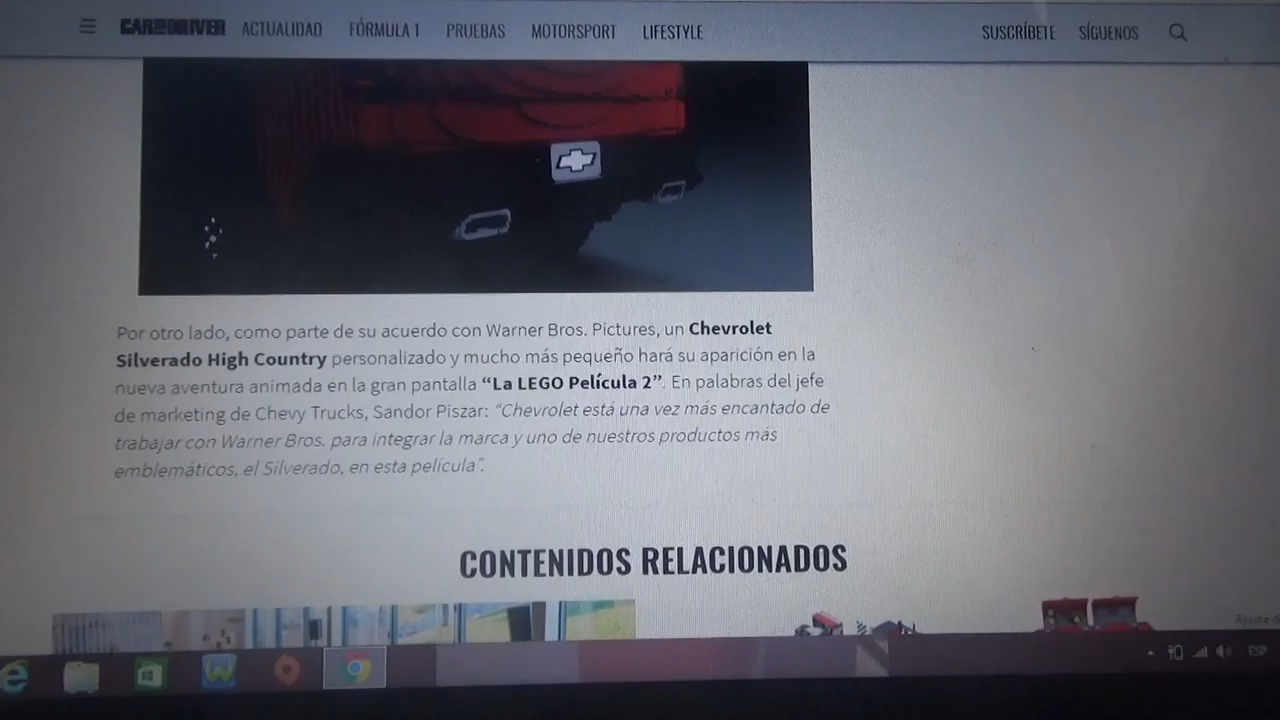 CAR AND DRIVER ACTUALIDAD FÓRMULA 1 PRUEBAS MOTORSPORT LIFESTYLE SUSCRÍBETE SÍGUENOS
Por otro lado, como parte de su acuerdo con Warner Bros. Pictures, un Chevrolet
Silverado High Country personalizado y mucho más pequeño hará su aparición en la
nueva aventura animada en la gran pantalla “La LEGO Película 2”. En palabras del jefe
de marketing de Chevy Trucks, Sandor Piszar: “Chevrolet está una vez más encantado de
trabajar con Warner Bros. para integrar la marca y uno de nuestros productos más
emblemáticos, el Silverado, en esta película”.
CONTENIDOS RELACIONADOS
Ajuste d
ESP